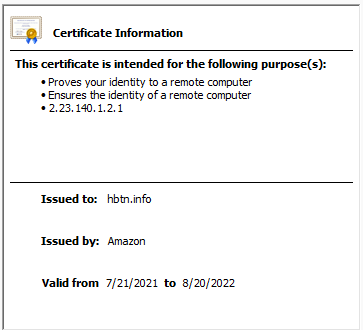 Certificate Information
This certificate is intended for the following purpose(s):
• Proves your identity to a remote computer
• Ensures the identity of a remote computer
• 2.23.140.1.2.1
Issued to: hbtn.info
Issued by: Amazon
Valid from 7/21/2021 to 8/20/2022